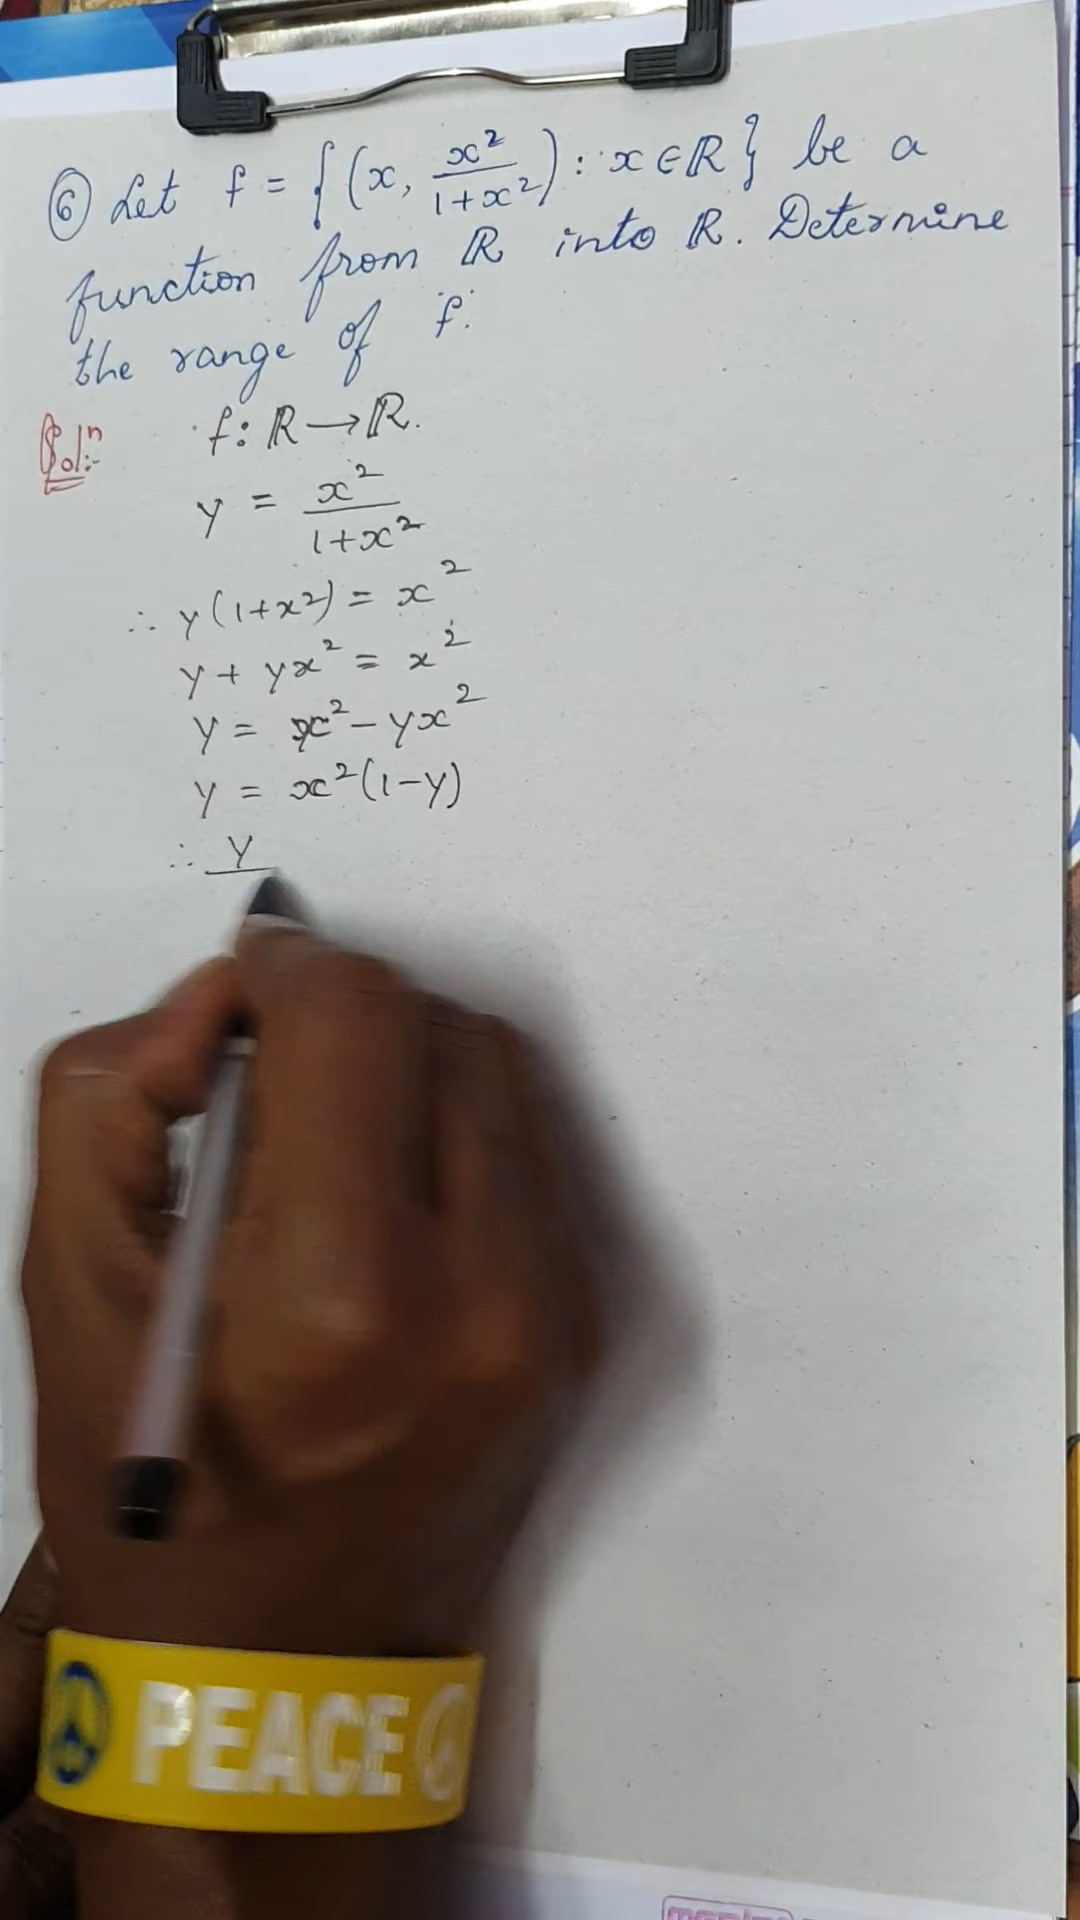 ⑥ Let f = {(x, x²/(1+x²)) : x ∈ ℝ} be a
function from ℝ into ℝ. Determine
the range of f.
Solⁿ:-
f: ℝ → ℝ.
y = x²/(1+x²)
∴ y(1+x²) = x²
y + yx² = x²
y = x² - yx²
y = x²(1-y)
∴ y
PEACE